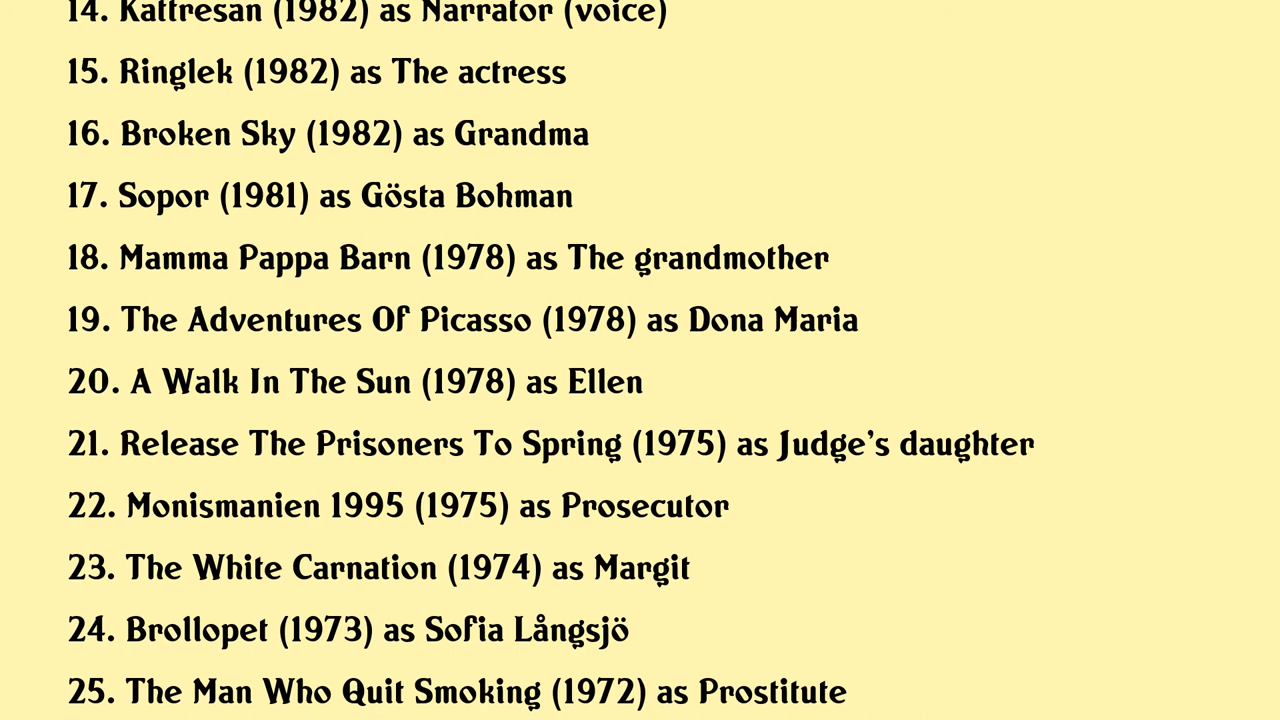 14. Kattresan (1982) as Narrator (voice)
15. Ringlek (1982) as The actress
16. Broken Sky (1982) as Grandma
17. Sopor (1981) as Gösta Bohman
18. Mamma Pappa Barn (1978) as The grandmother
19. The Adventures Of Picasso (1978) as Dona Maria
20. A Walk In The Sun (1978) as Ellen
21. Release The Prisoners To Spring (1975) as Judge's daughter
22. Monismanien 1995 (1975) as Prosecutor
23. The White Carnation (1974) as Margit
24. Brollopet (1973) as Sofia Långsjö
25. The Man Who Quit Smoking (1972) as Prostitute